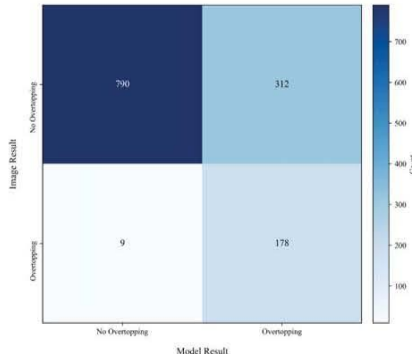 790
312
9
178
No Overtopping
Overtopping
Image Result
No Overtopping
Overtopping
Model Result
700
600
500
400
300
200
100